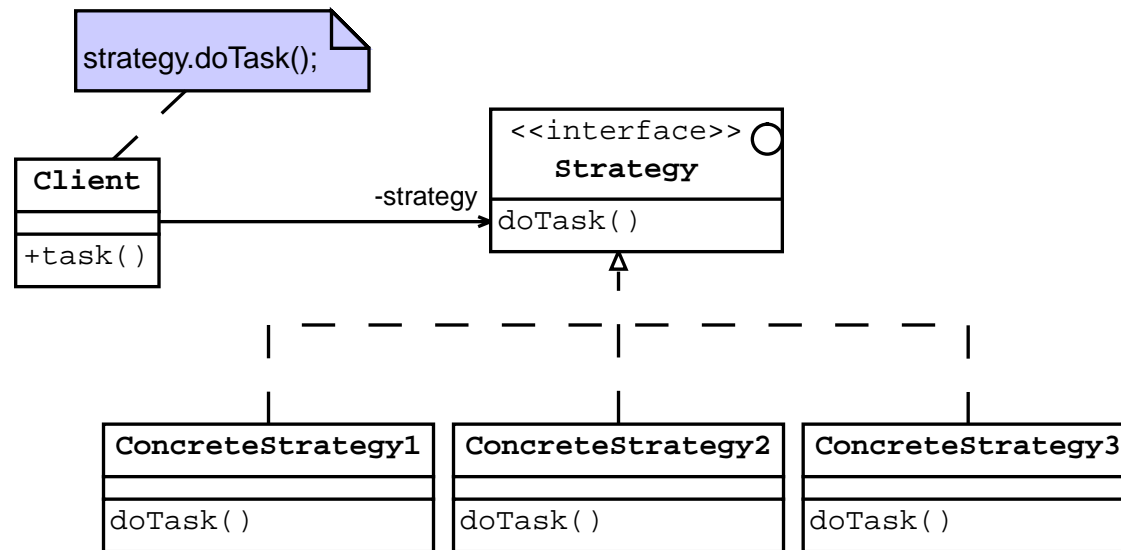 strategy.doTask();
<<interface>>
Strategy
doTask()
Client
+task()
-strategy
ConcreteStrategy1
doTask()
ConcreteStrategy2
doTask()
ConcreteStrategy3
doTask()